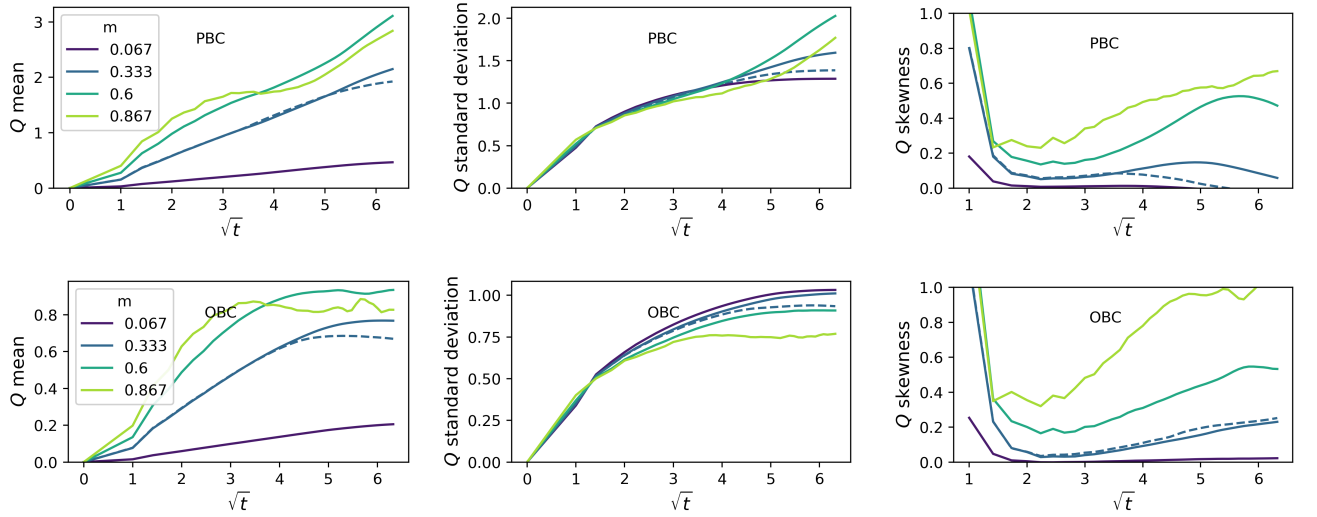 Q mean
3
2
1
0
m
0.067
0.333
0.6
0.867
PBC
0 1 2 3 4 5 6
√t
Q standard deviation
2.0
1.5
1.0
0.5
0.0
PBC
0 1 2 3 4 5 6
√t
Q skewness
1.0
0.8
0.6
0.4
0.2
0.0
PBC
1 2 3 4 5 6
√t
Q mean
0.8
0.6
0.4
0.2
0.0
m
0.067
0.333
0.6
0.867
OBC
0 1 2 3 4 5 6
√t
Q standard deviation
1.00
0.75
0.50
0.25
0.00
OBC
0 1 2 3 4 5 6
√t
Q skewness
1.0
0.8
0.6
0.4
0.2
0.0
OBC
1 2 3 4 5 6
√t